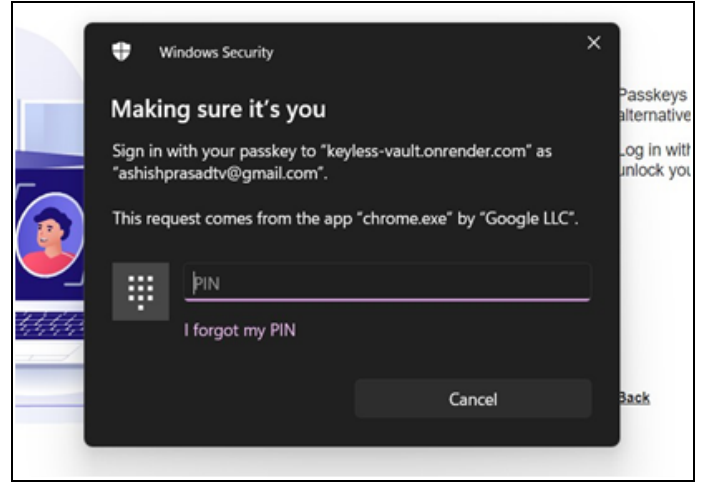 Windows Security
Making sure it's you
Sign in with your passkey to "keyless-vault.onrender.com" as
"ashishprasadtv@gmail.com".
This request comes from the app "chrome.exe" by "Google LLC".
PIN
I forgot my PIN
Cancel
Passkeys
alternative
Log in with
unlock you
Back